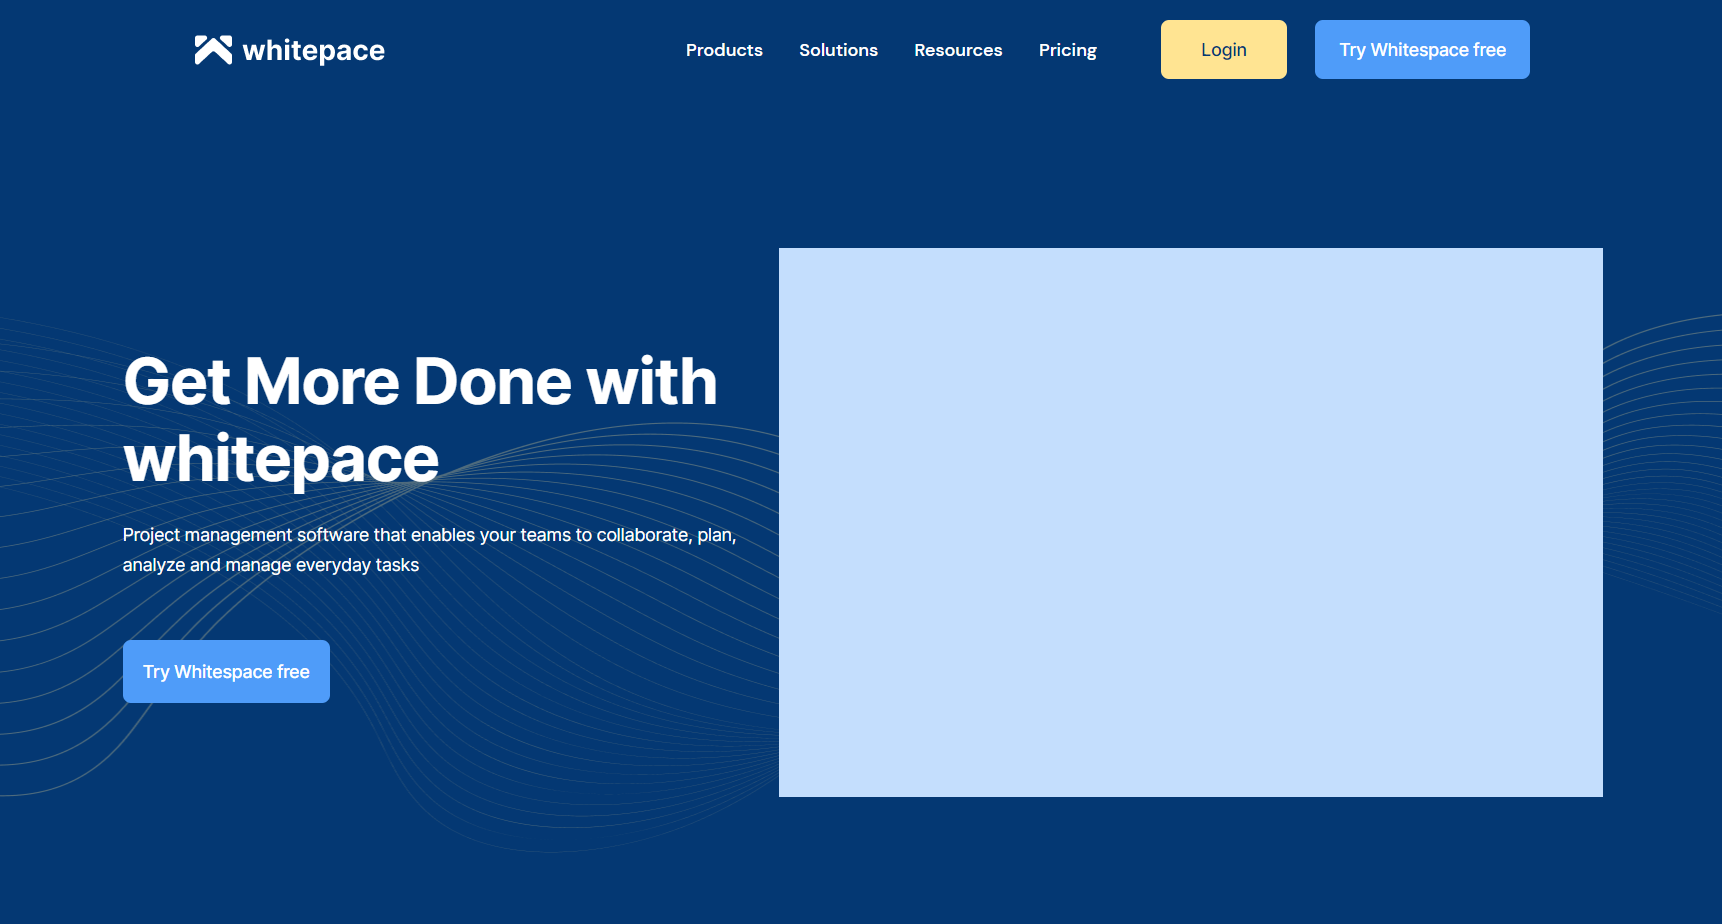 whitepace
Products Solutions Resources Pricing Login Try Whitespace free
Get More Done with
whitepace
Project management software that enables your teams to collaborate, plan,
analyze and manage everyday tasks
Try Whitespace free